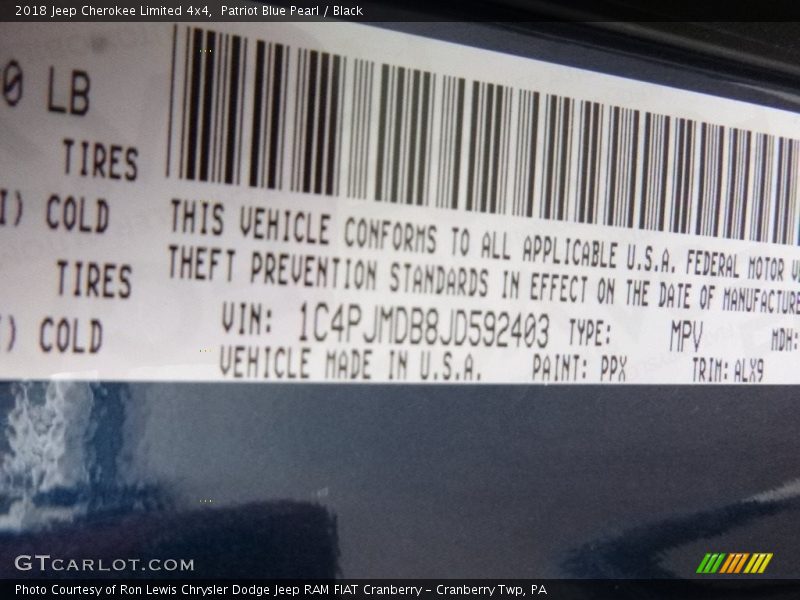 2018 Jeep Cherokee Limited 4x4,  Patriot Blue Pearl / Black
0 LB
TIRES
I) COLD
TIRES
) COLD
THIS VEHICLE CONFORMS TO ALL APPLICABLE U.S.A. FEDERAL MOTOR
THEFT PREVENTION STANDARDS IN EFFECT ON THE DATE OF MANUFACTURE
VIN: 1C4PJMDB8JD592403 TYPE: MPV MDH:
VEHICLE MADE IN U.S.A. PAINT: PPX TRIM: ALX9
GTCARLOT.COM
Photo Courtesy of Ron Lewis Chrysler Dodge Jeep RAM FIAT Cranberry – Cranberry Twp, PA